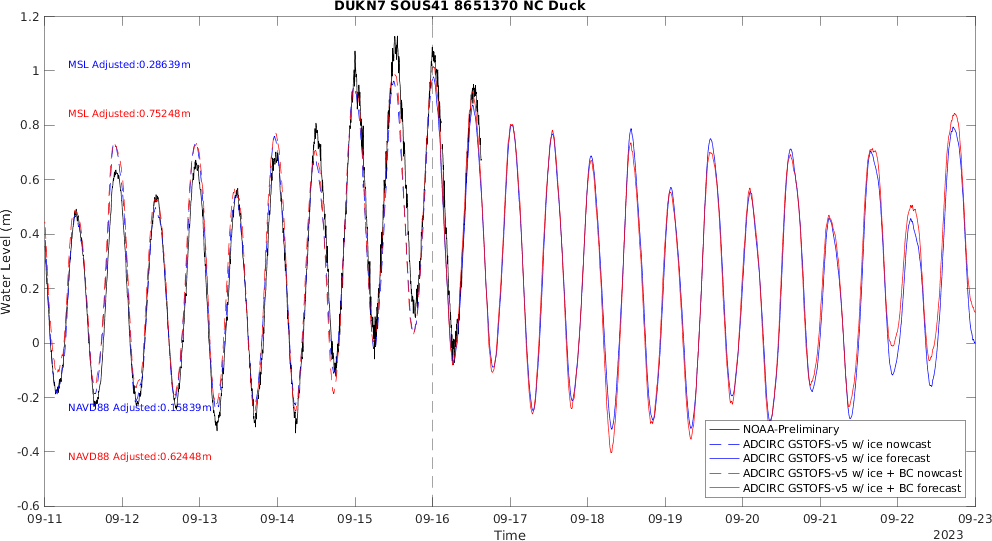 DUKN7 SOUS41 8651370 NC Duck
1.2
1
0.8
0.6
0.4
0.2
0
-0.2
-0.4
-0.6
Water Level (m)
MSL Adjusted:0.28639m
MSL Adjusted:0.75248m
NAVD88 Adjusted:0.15839m
NAVD88 Adjusted:0.62448m
NOAA-Preliminary
ADCIRC GSTOFS-v5 w/ ice nowcast
ADCIRC GSTOFS-v5 w/ ice forecast
ADCIRC GSTOFS-v5 w/ ice + BC nowcast
ADCIRC GSTOFS-v5 w/ ice + BC forecast
09-11 09-12 09-13 09-14 09-15 09-16 09-17 09-18 09-19 09-20 09-21 09-22 09-23
Time
2023